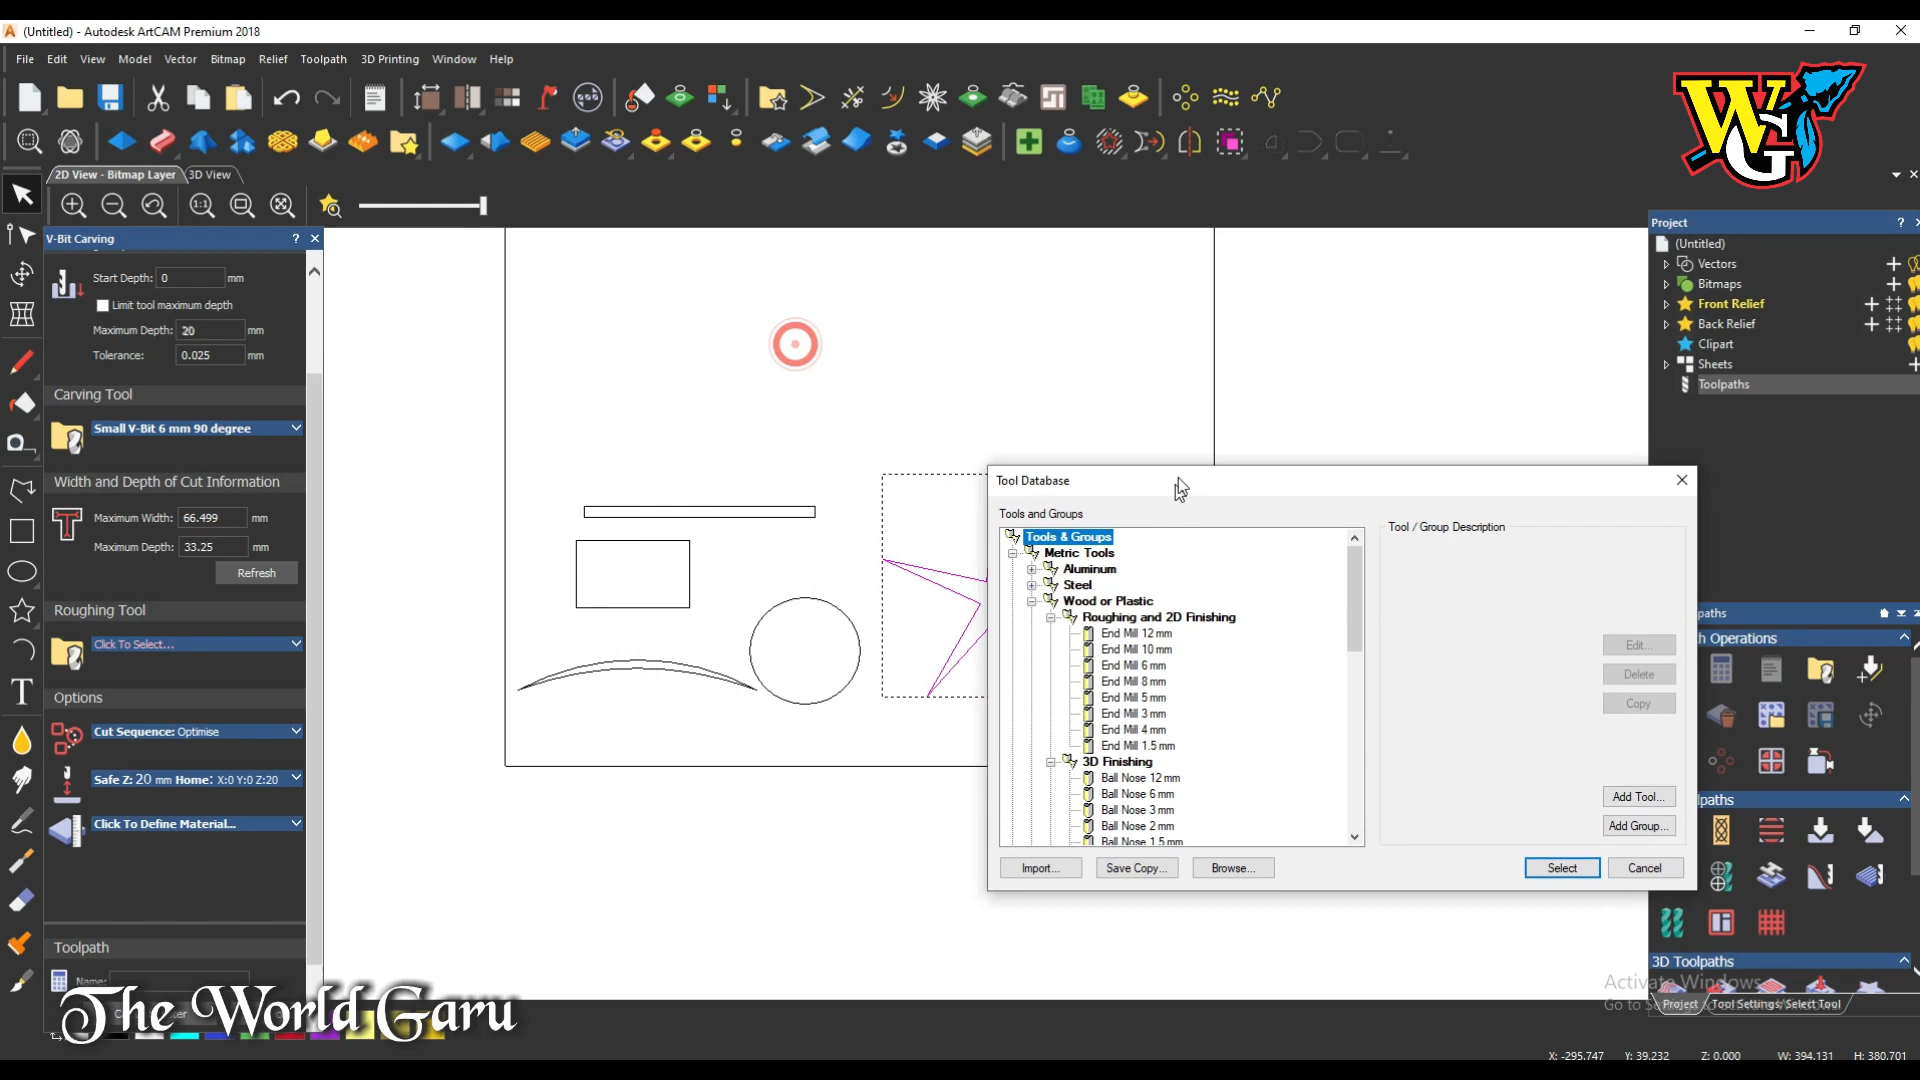 (Untitled) - Autodesk ArtCAM Premium 2018
File Edit View Model Vector Bitmap Relief Toolpath 3D Printing Window Help
WG
2D View - Bitmap Layer 3D View
1:1
V-Bit Carving ? ×
Start Depth: 0 mm
Limit tool maximum depth
Maximum Depth: 20 mm
Tolerance: 0.025 mm
Carving Tool
Small V-Bit 6 mm 90 degree
Width and Depth of Cut Information
Maximum Width: 66.499 mm
Maximum Depth: 33.25 mm
Refresh
Roughing Tool
Click To Select...
Options
Cut Sequence: Optimise
Safe Z: 20 mm Home: X:0 Y:0 Z:20
Click To Define Material...
Toolpath
Name:
The World Garu
Tool Database
Tools and Groups
Tools & Groups
Metric Tools
Aluminum
Steel
Wood or Plastic
Roughing and 2D Finishing
End Mill 12 mm
End Mill 10 mm
End Mill 6 mm
End Mill 8 mm
End Mill 5 mm
End Mill 3 mm
End Mill 4 mm
End Mill 1.5 mm
3D Finishing
Ball Nose 12 mm
Ball Nose 6 mm
Ball Nose 3 mm
Ball Nose 2 mm
Ball Nose 1.5 mm
Tool / Group Description
Edit...
Delete
Copy
Add Tool...
Add Group...
Import... Save Copy... Browse... Select Cancel
Project ?
(Untitled)
Vectors
Bitmaps
Front Relief
Back Relief
Clipart
Sheets
Toolpaths
paths
h Operations
lpaths
3D Toolpaths
Activate Windows
Project Tool Settings: Select Tool
X: -295.747 Y: 39.232 Z: 0.000 W: 394.131 H: 380.701